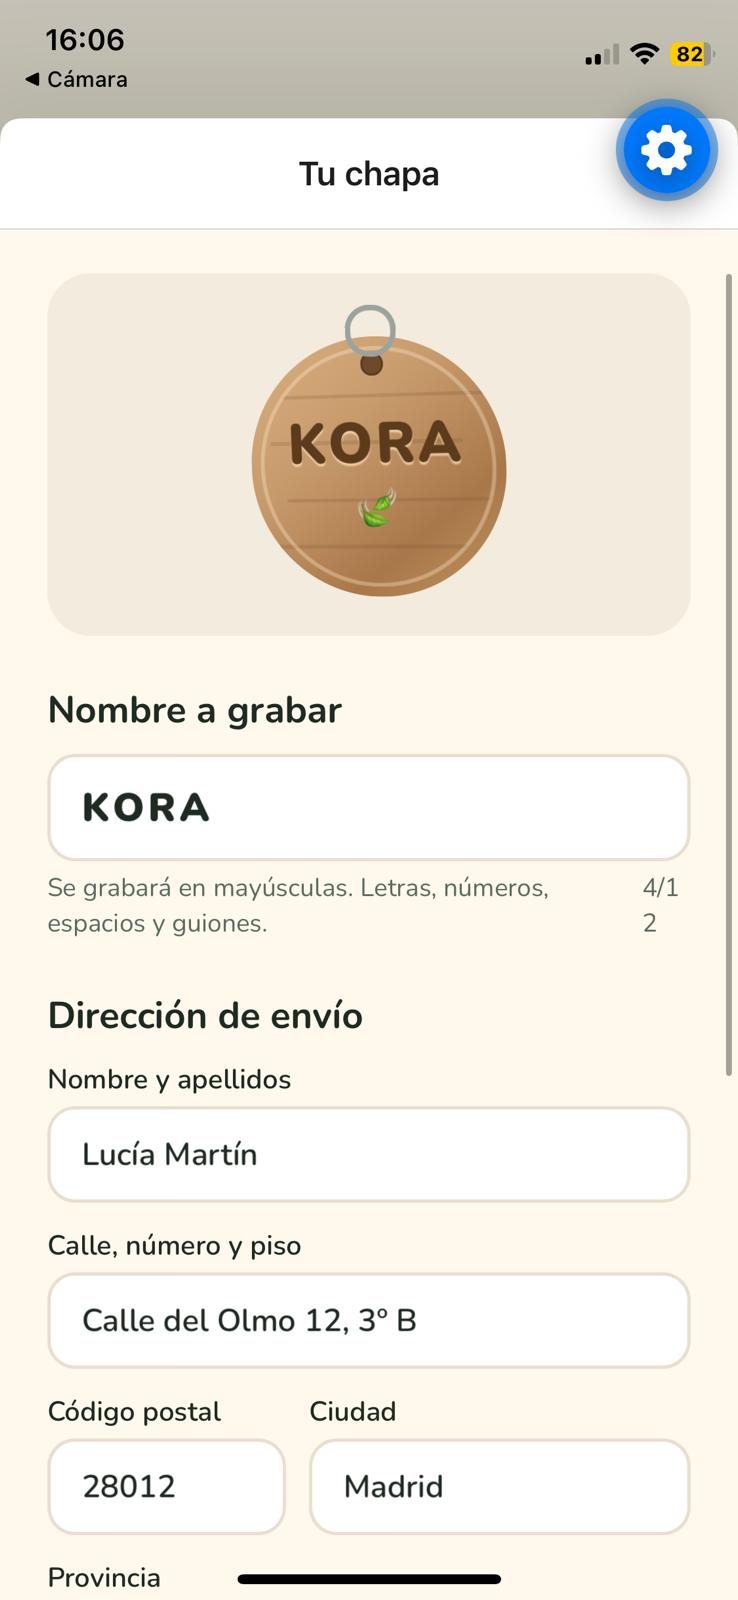 16:06
◀ Cámara
82
Tu chapa
KORA
Nombre a grabar
KORA
Se grabará en mayúsculas. Letras, números,
espacios y guiones.
4/1
2
Dirección de envío
Nombre y apellidos
Lucía Martín
Calle, número y piso
Calle del Olmo 12, 3º B
Código postal
Ciudad
28012
Madrid
Provincia